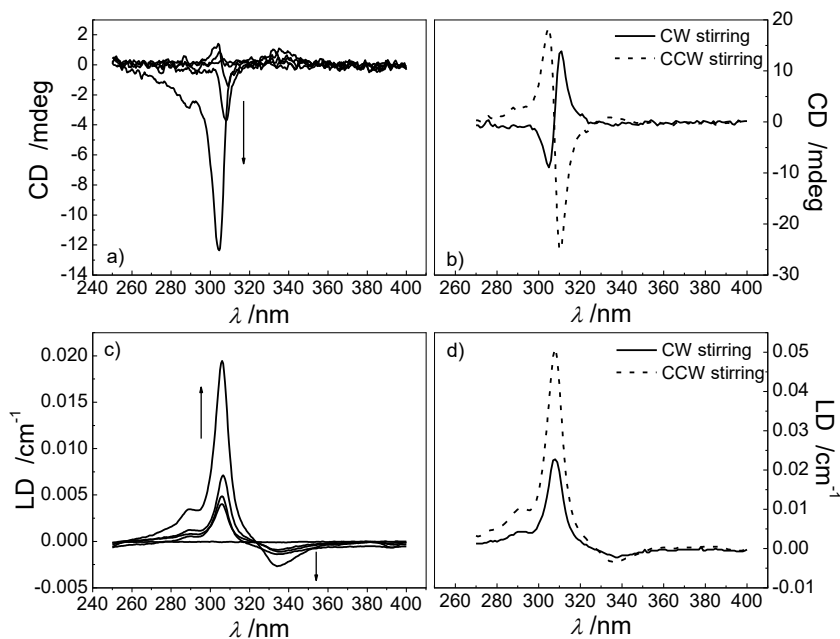 2
0
-2
-4
-6
-8
-10
-12
-14
CD /mdeg
a)
240 260 280 300 320 340 360 380 400
λ /nm
CW stirring
CCW stirring
20
10
0
-10
-20
-30
CD /mdeg
b)
260 280 300 320 340 360 380 400
λ /nm
0.020
0.015
0.010
0.005
0.000
-0.005
LD /cm-1
c)
240 260 280 300 320 340 360 380 400
λ /nm
d)
CW stirring
CCW stirring
0.05
0.04
0.03
0.02
0.01
0.00
-0.01
LD /cm-1
260 280 300 320 340 360 380 400
λ /nm